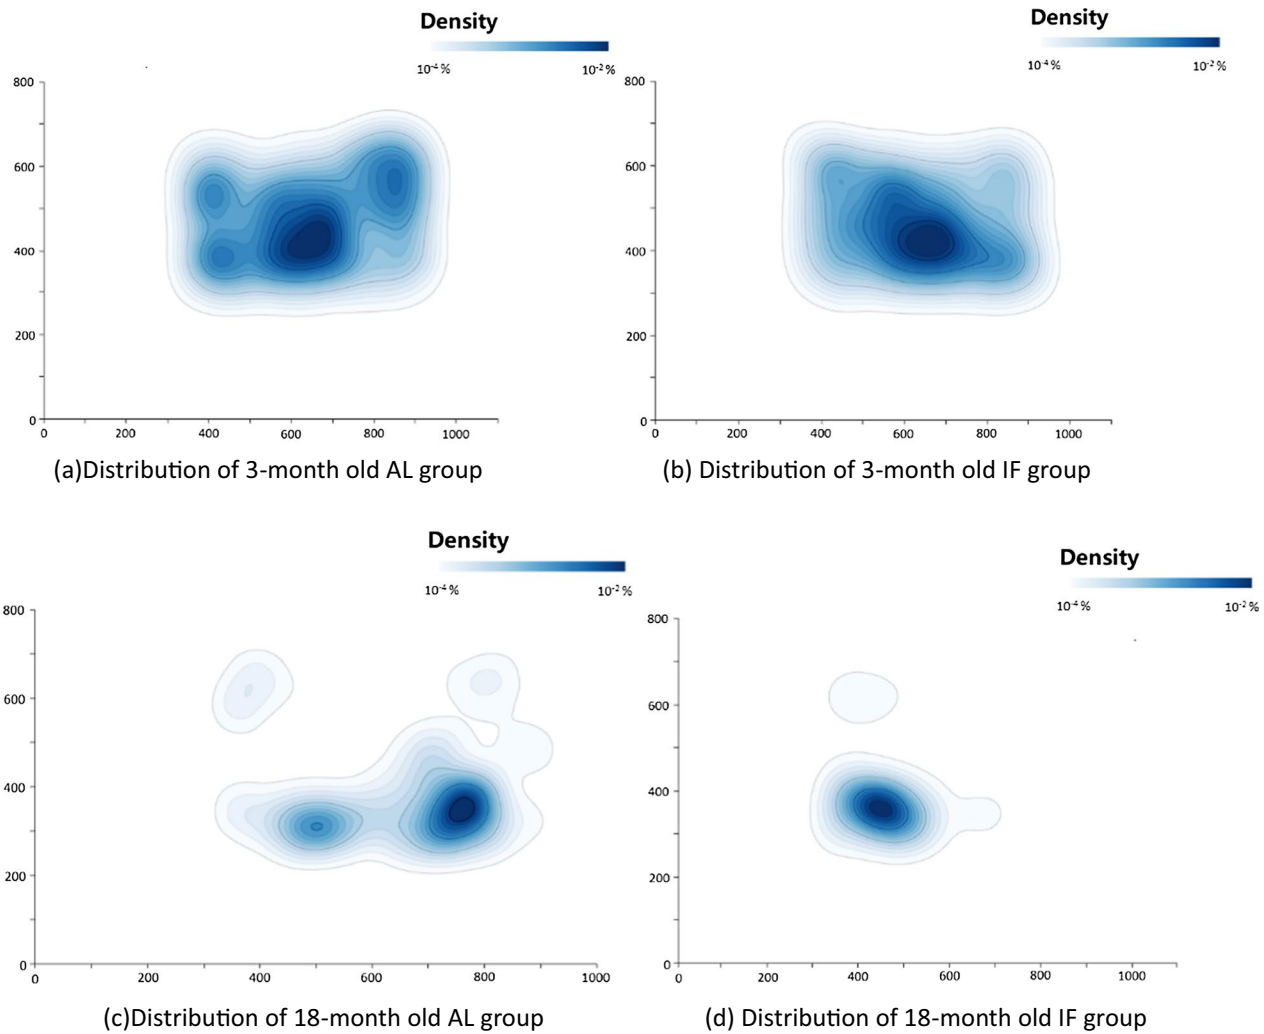 Density
10⁻⁴ %
10⁻² %
800
600
400
200
0
0 200 400 600 800 1000
(a)Distribution of 3-month old AL group
Density
10⁻⁴ %
10⁻² %
800
600
400
200
0
0 200 400 600 800 1000
(b) Distribution of 3-month old IF group
Density
10⁻⁴ %
10⁻² %
800
600
400
200
0
0 200 400 600 800 1000
(c)Distribution of 18-month old AL group
Density
10⁻⁴ %
10⁻² %
800
600
400
200
0
0 200 400 600 800 1000
(d) Distribution of 18-month old IF group